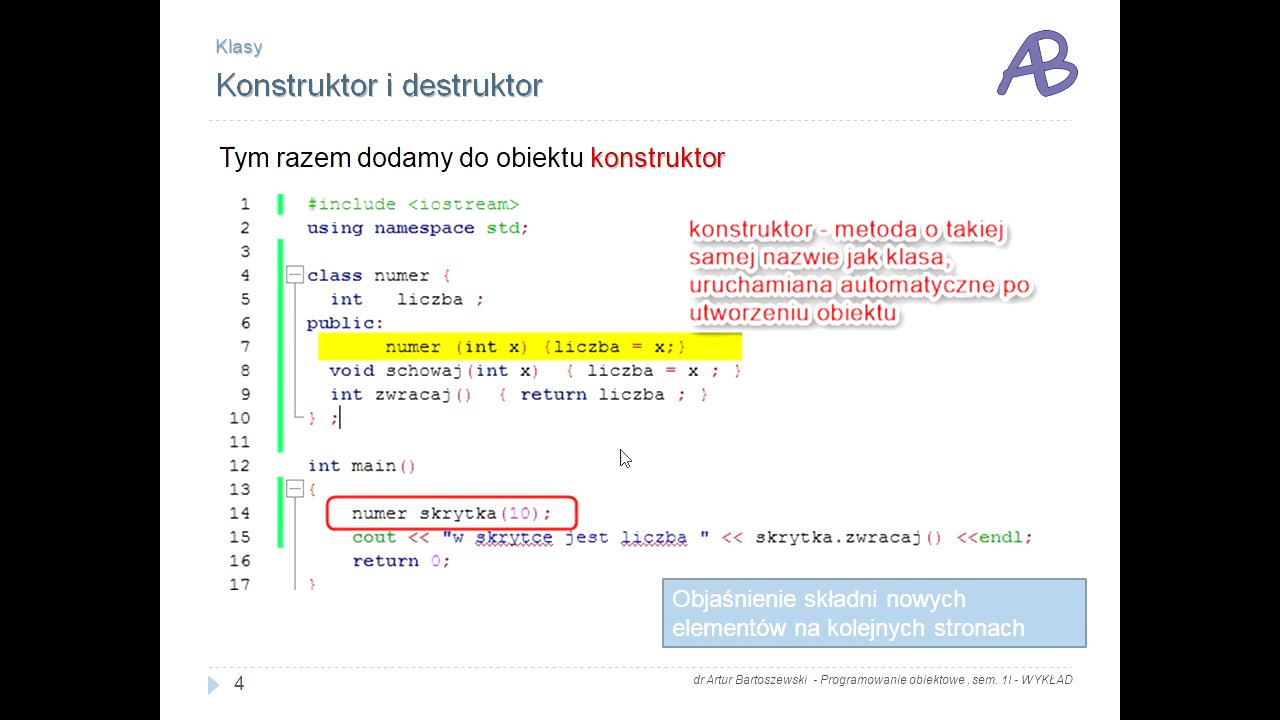 Klasy
Konstruktor i destruktor
AB
Tym razem dodamy do obiektu konstruktor
1 #include <iostream>
2 using namespace std;
3
4 class numer {
5 int liczba ;
6 public:
7 numer (int x) {liczba = x;}
8 void schowaj(int x) { liczba = x ; }
9 int zwracaj() { return liczba ; }
10 } ;
11
12 int main()
13 {
14 numer skrytka(10);
15 cout << "w skrytce jest liczba " << skrytka.zwracaj() <<endl;
16 return 0;
17 }
konstruktor - metoda o takiej
samej nazwie jak klasa,
uruchamiana automatyczne po
utworzeniu obiektu
Objaśnienie składni nowych
elementów na kolejnych stronach
4
dr Artur Bartoszewski - Programowanie obiektowe , sem. 1I - WYKŁAD